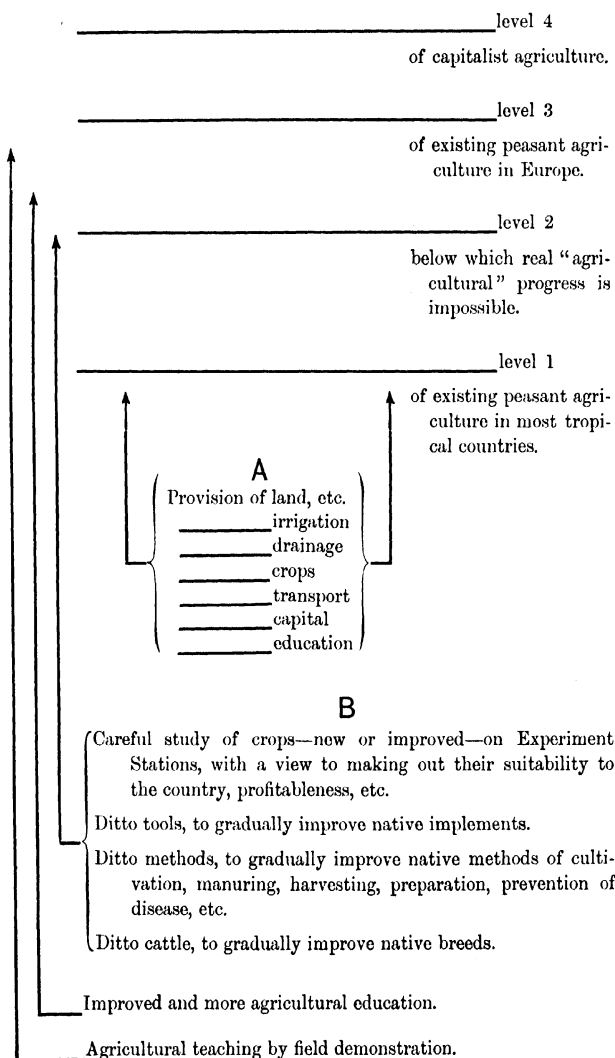 level 4
of capitalist agriculture.
level 3
of existing peasant agri-
culture in Europe.
level 2
below which real "agri-
cultural" progress is
impossible.
level 1
of existing peasant agri-
culture in most tropi-
cal countries.
A
Provision of land, etc.
irrigation
drainage
crops
transport
capital
education
B
Careful study of crops—new or improved—on Experiment
Stations, with a view to making out their suitability to
the country, profitableness, etc.
Ditto tools, to gradually improve native implements.
Ditto methods, to gradually improve native methods of culti-
vation, manuring, harvesting, preparation, prevention of
disease, etc.
Ditto cattle, to gradually improve native breeds.
Improved and more agricultural education.
Agricultural teaching by field demonstration.